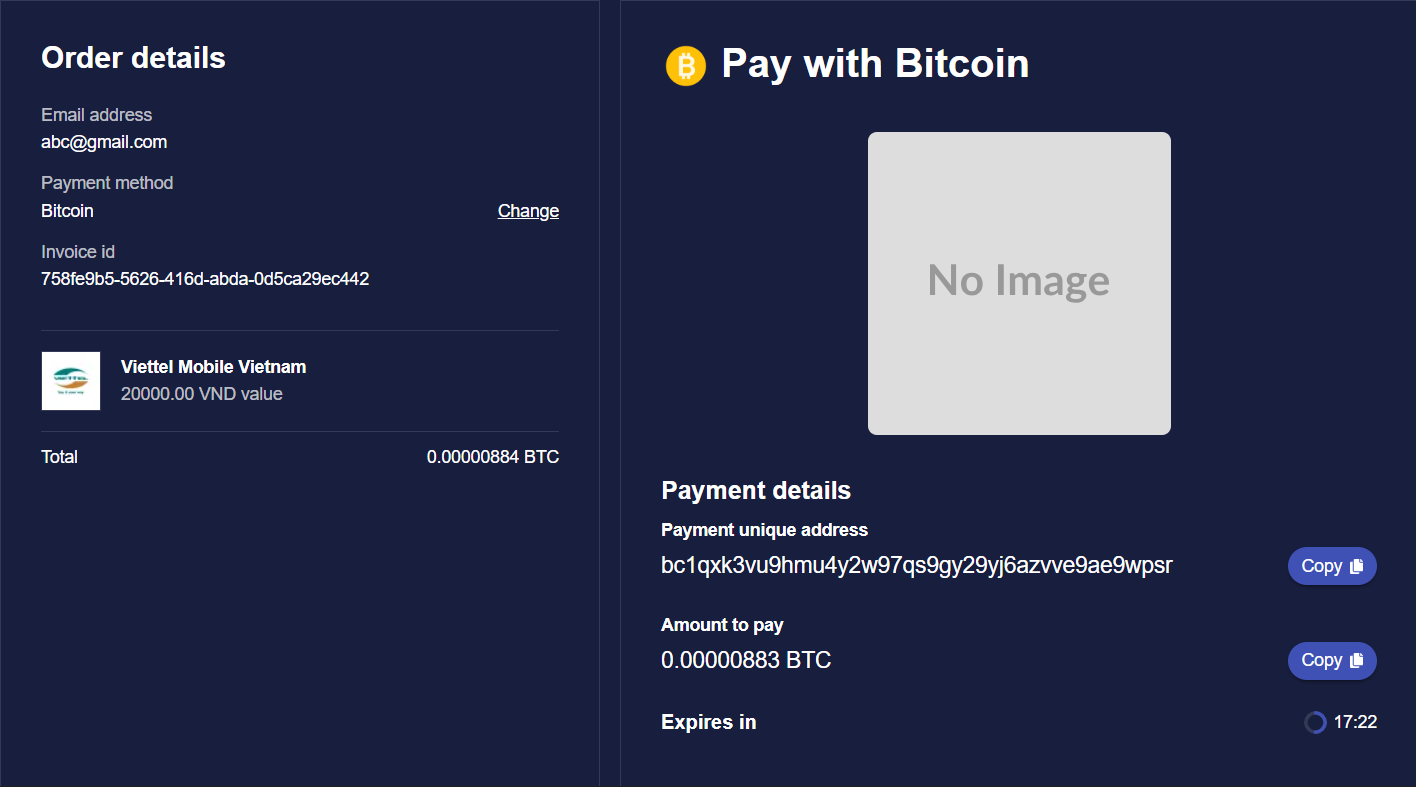 Order details
Email address
abc@gmail.com
Payment method
Bitcoin
Change
Invoice id
758fe9b5-5626-416d-abda-0d5ca29ec442
Viettel Mobile Vietnam
20000.00 VND value
Total
0.00000884 BTC
Pay with Bitcoin
No Image
Payment details
Payment unique address
bc1qxk3vu9hmu4y2w97qs9gy29yj6azvve9ae9wpsr
Copy
Amount to pay
0.00000883 BTC
Copy
Expires in
17:22